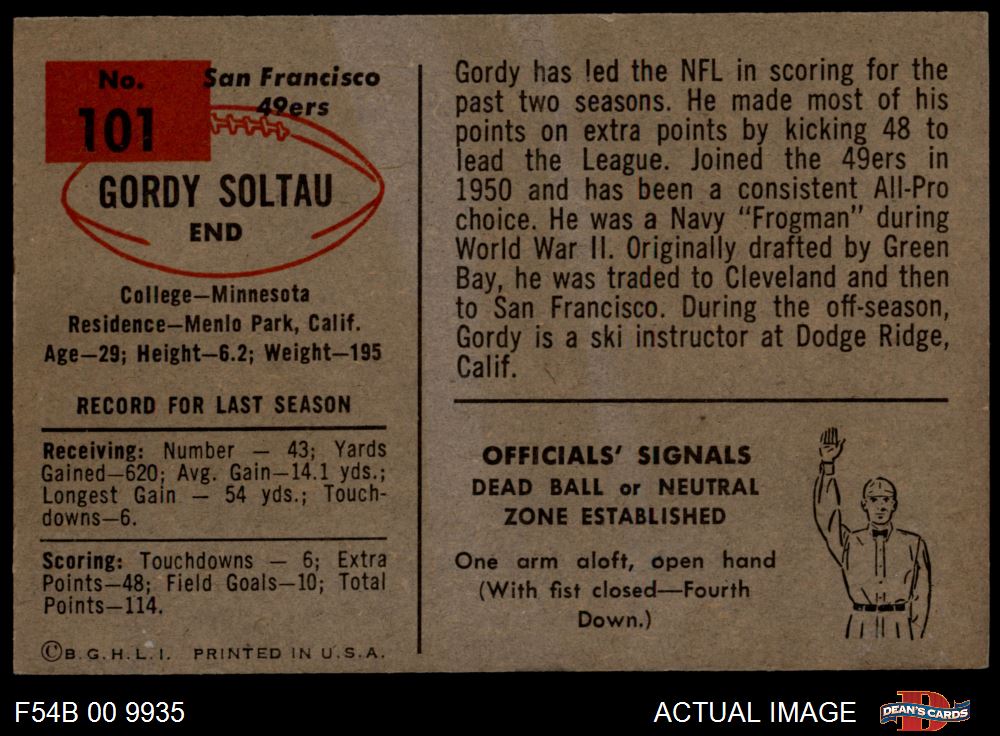 No.
101
San Francisco
49ers
GORDY SOLTAU
END
College—Minnesota
Residence—Menlo Park, Calif.
Age—29; Height—6.2; Weight—195
RECORD FOR LAST SEASON
Receiving: Number — 43; Yards
Gained—620; Avg. Gain—14.1 yds.;
Longest Gain — 54 yds.; Touch-
downs—6.
Scoring: Touchdowns — 6; Extra
Points—48; Field Goals—10; Total
Points—114.
©B. G. H. L. I. PRINTED IN U. S. A.
Gordy has led the NFL in scoring for the
past two seasons. He made most of his
points on extra points by kicking 48 to
lead the League. Joined the 49ers in
1950 and has been a consistent All-Pro
choice. He was a Navy “Frogman” during
World War II. Originally drafted by Green
Bay, he was traded to Cleveland and then
to San Francisco. During the off-season,
Gordy is a ski instructor at Dodge Ridge,
Calif.
OFFICIALS’ SIGNALS
DEAD BALL or NEUTRAL
ZONE ESTABLISHED
One arm aloft, open hand
(With fist closed—Fourth
Down.)
F54B 00 9935
ACTUAL IMAGE
D
DEAN'S CARDS